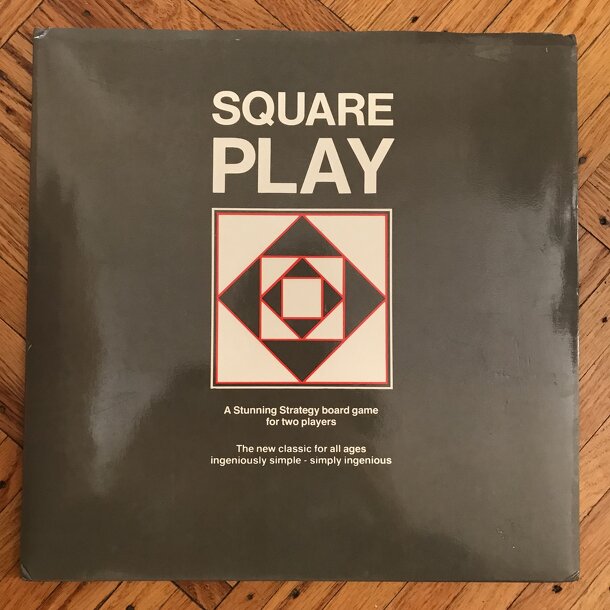 SQUARE
PLAY
A Stunning Strategy board game
for two players
The new classic for all ages
ingeniously simple - simply ingenious